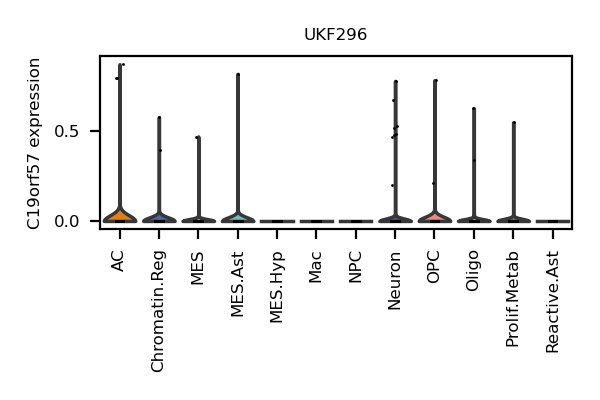 UKF296
C19orf57 expression
0.5
0.0
AC
Chromatin.Reg
MES
MES.Ast
MES.Hyp
Mac
NPC
Neuron
OPC
Oligo
Prolif.Metab
Reactive.Ast